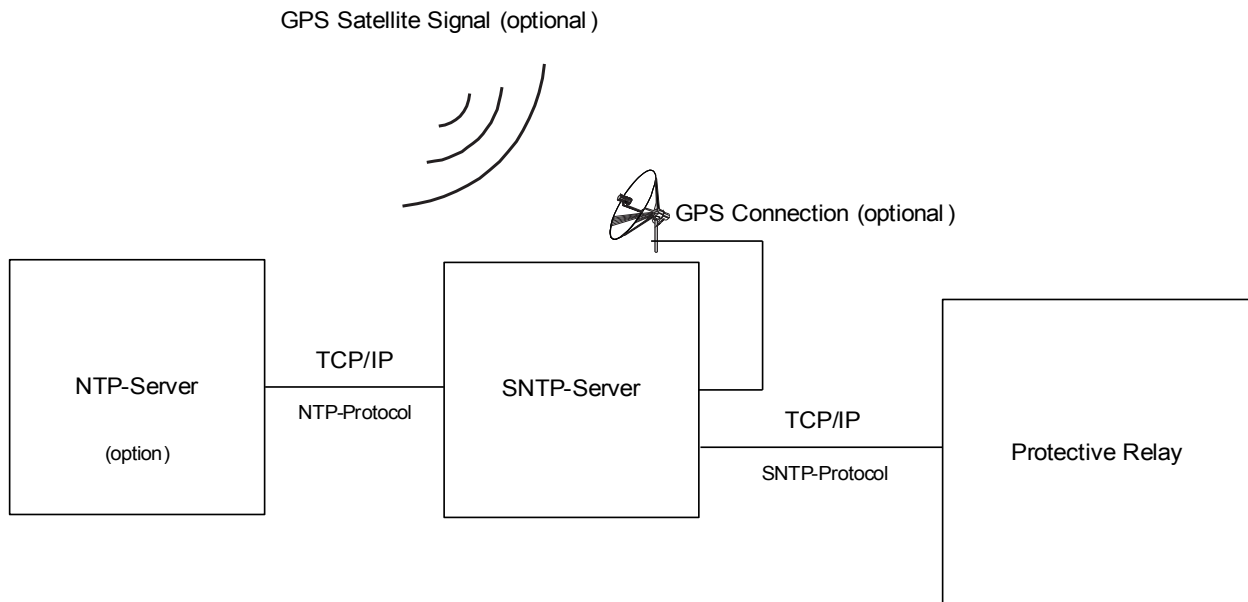 GPS Satellite Signal (optional)
GPS Connection (optional)
NTP-Server
(option)
TCP/IP
NTP-Protocol
SNTP-Server
TCP/IP
SNTP-Protocol
Protective Relay